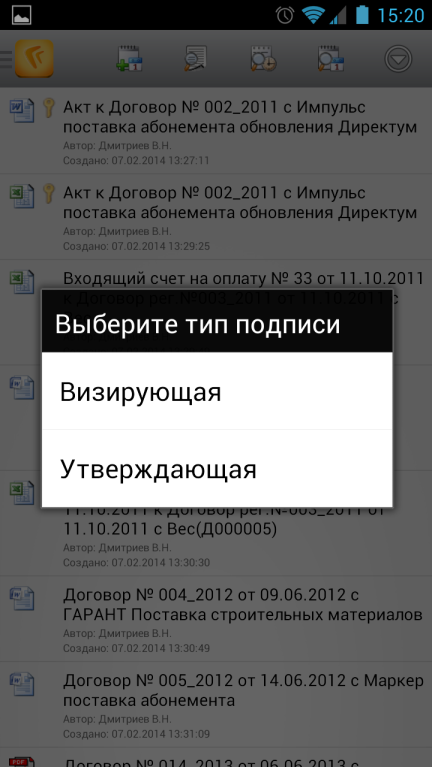 15:20
Акт к Договор № 002_2011 с Импульс
поставка абонемента обновления Директум
Автор: Дмитриев В.Н.
Создано: 07.02.2014 13:27:11
Акт к Договор № 002_2011 с Импульс
поставка абонемента обновления Директум
Автор: Дмитриев В.Н.
Создано: 07.02.2014 13:29:25
Входящий счет на оплату № 33 от 11.10.2011
к Договор рег.№003_2011 от 11.10.2011 с
Выберите тип подписи
Визирующая
Утверждающая
11.10.2011 к Договор рег.№003_2011 от
11.10.2011 с Вес(Д000005)
Автор: Дмитриев В.Н.
Создано: 07.02.2014 13:30:30
Договор № 004_2012 от 09.06.2012 с
ГАРАНТ Поставка строительных материалов
Автор: Дмитриев В.Н.
Создано: 07.02.2014 13:30:49
Договор № 005_2012 от 14.06.2012 с Маркер
поставка абонемента
Автор: Дмитриев В.Н.
Создано: 07.02.2014 13:31:09
Договор № 014_2013 от 06.06.2013 с